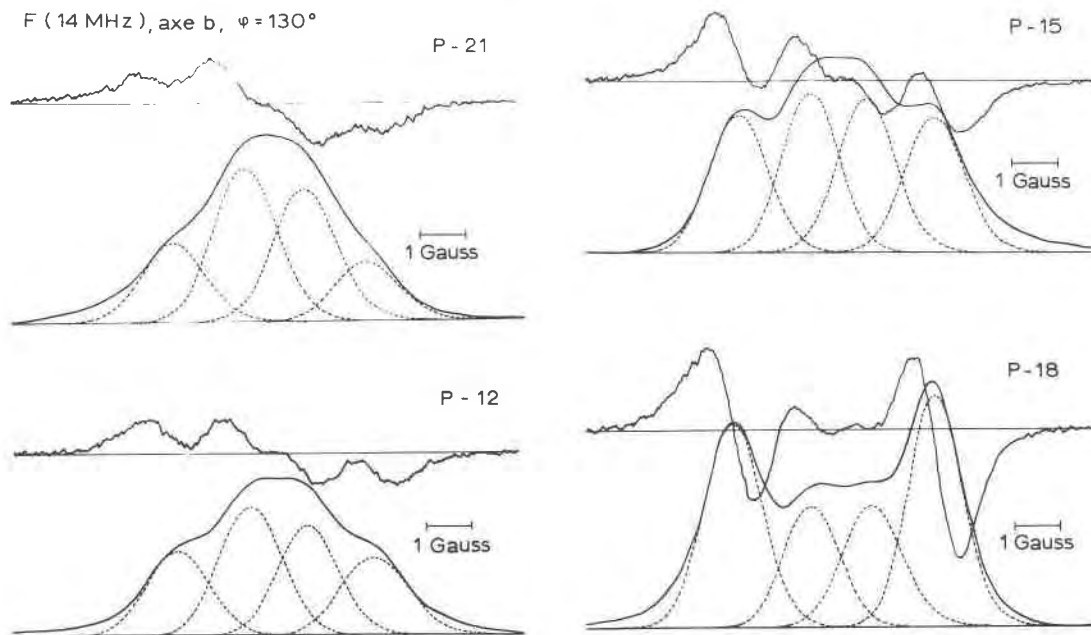 F (14 MHz), axe b, φ = 130°
P - 21
1 Gauss
P - 15
1 Gauss
P - 12
1 Gauss
P - 18
1 Gauss